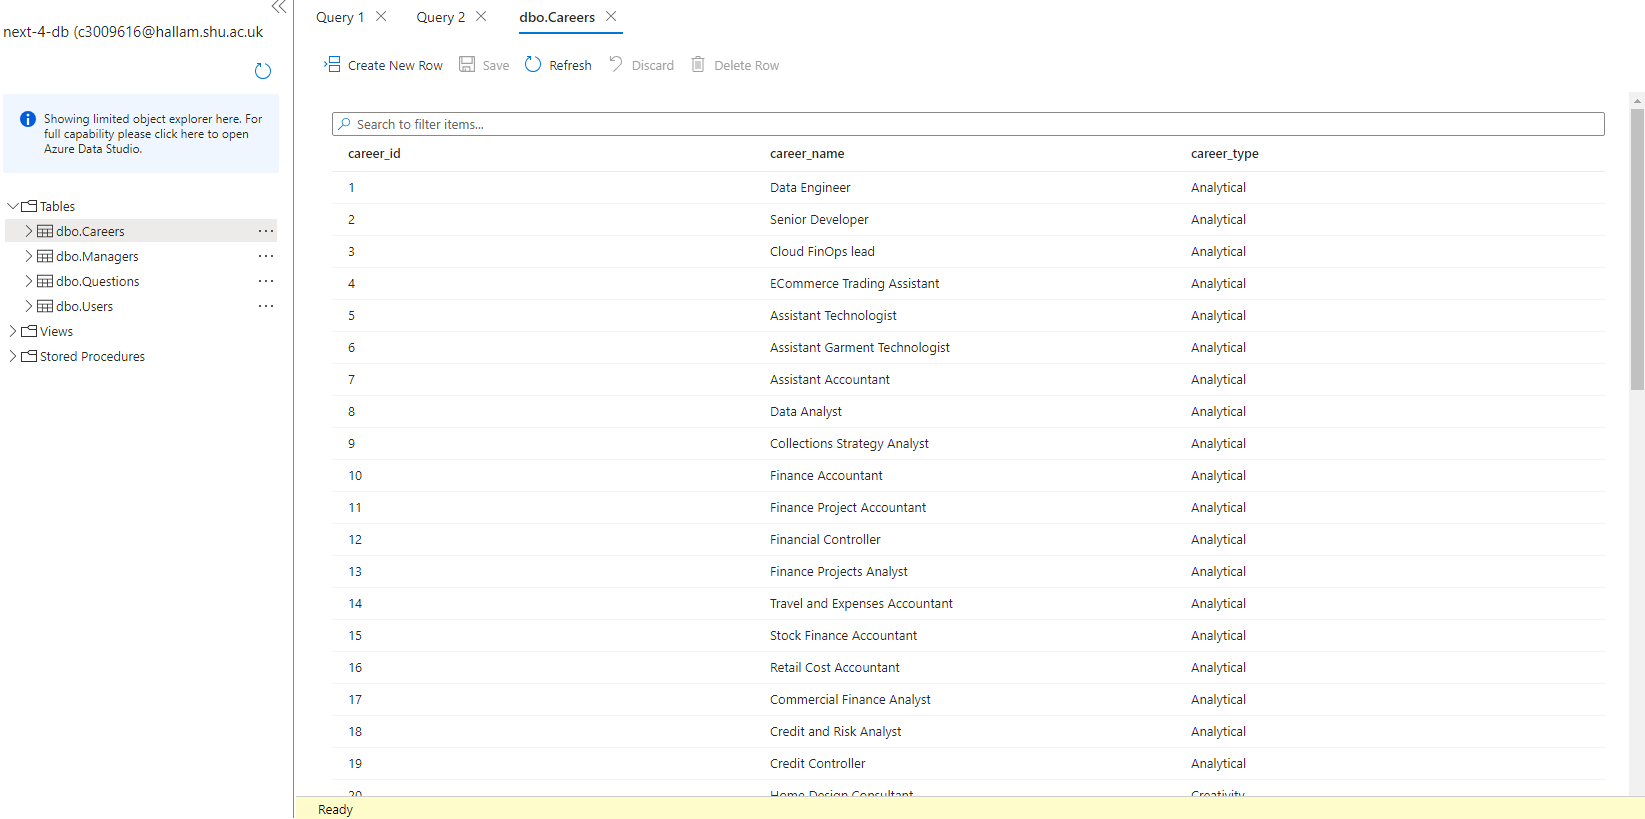 next-4-db (c3009616@hallam.shu.ac.uk
Showing limited object explorer here. For
full capability please click here to open
Azure Data Studio.
Tables
dbo.Careers
dbo.Managers
dbo.Questions
dbo.Users
Views
Stored Procedures
Query 1 Query 2 dbo.Careers
Create New Row Save Refresh Discard Delete Row
Search to filter items...
career_id career_name career_type
1 Data Engineer Analytical
2 Senior Developer Analytical
3 Cloud FinOps lead Analytical
4 ECommerce Trading Assistant Analytical
5 Assistant Technologist Analytical
6 Assistant Garment Technologist Analytical
7 Assistant Accountant Analytical
8 Data Analyst Analytical
9 Collections Strategy Analyst Analytical
10 Finance Accountant Analytical
11 Finance Project Accountant Analytical
12 Financial Controller Analytical
13 Finance Projects Analyst Analytical
14 Travel and Expenses Accountant Analytical
15 Stock Finance Accountant Analytical
16 Retail Cost Accountant Analytical
17 Commercial Finance Analyst Analytical
18 Credit and Risk Analyst Analytical
19 Credit Controller Analytical
20 Home Design Consultant Creativity
Ready